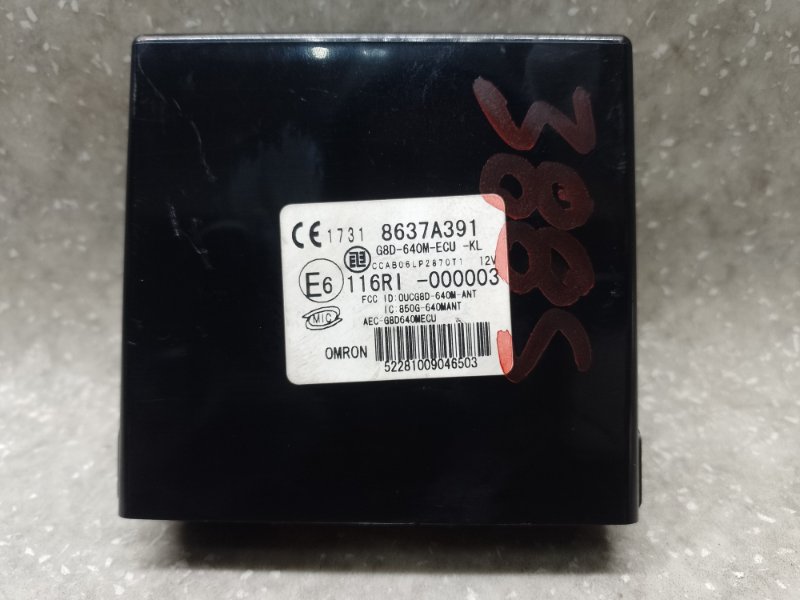 CE 1731 8637A391
G8D-640M-ECU -KL
CCAB06LP2870T1 12V
E6 116RI -000003
FCC ID:OUCG8D-640M-ANT
IC:850G-640MANT
MIC AEC-G8D640MECU
OMRON
52281009046503